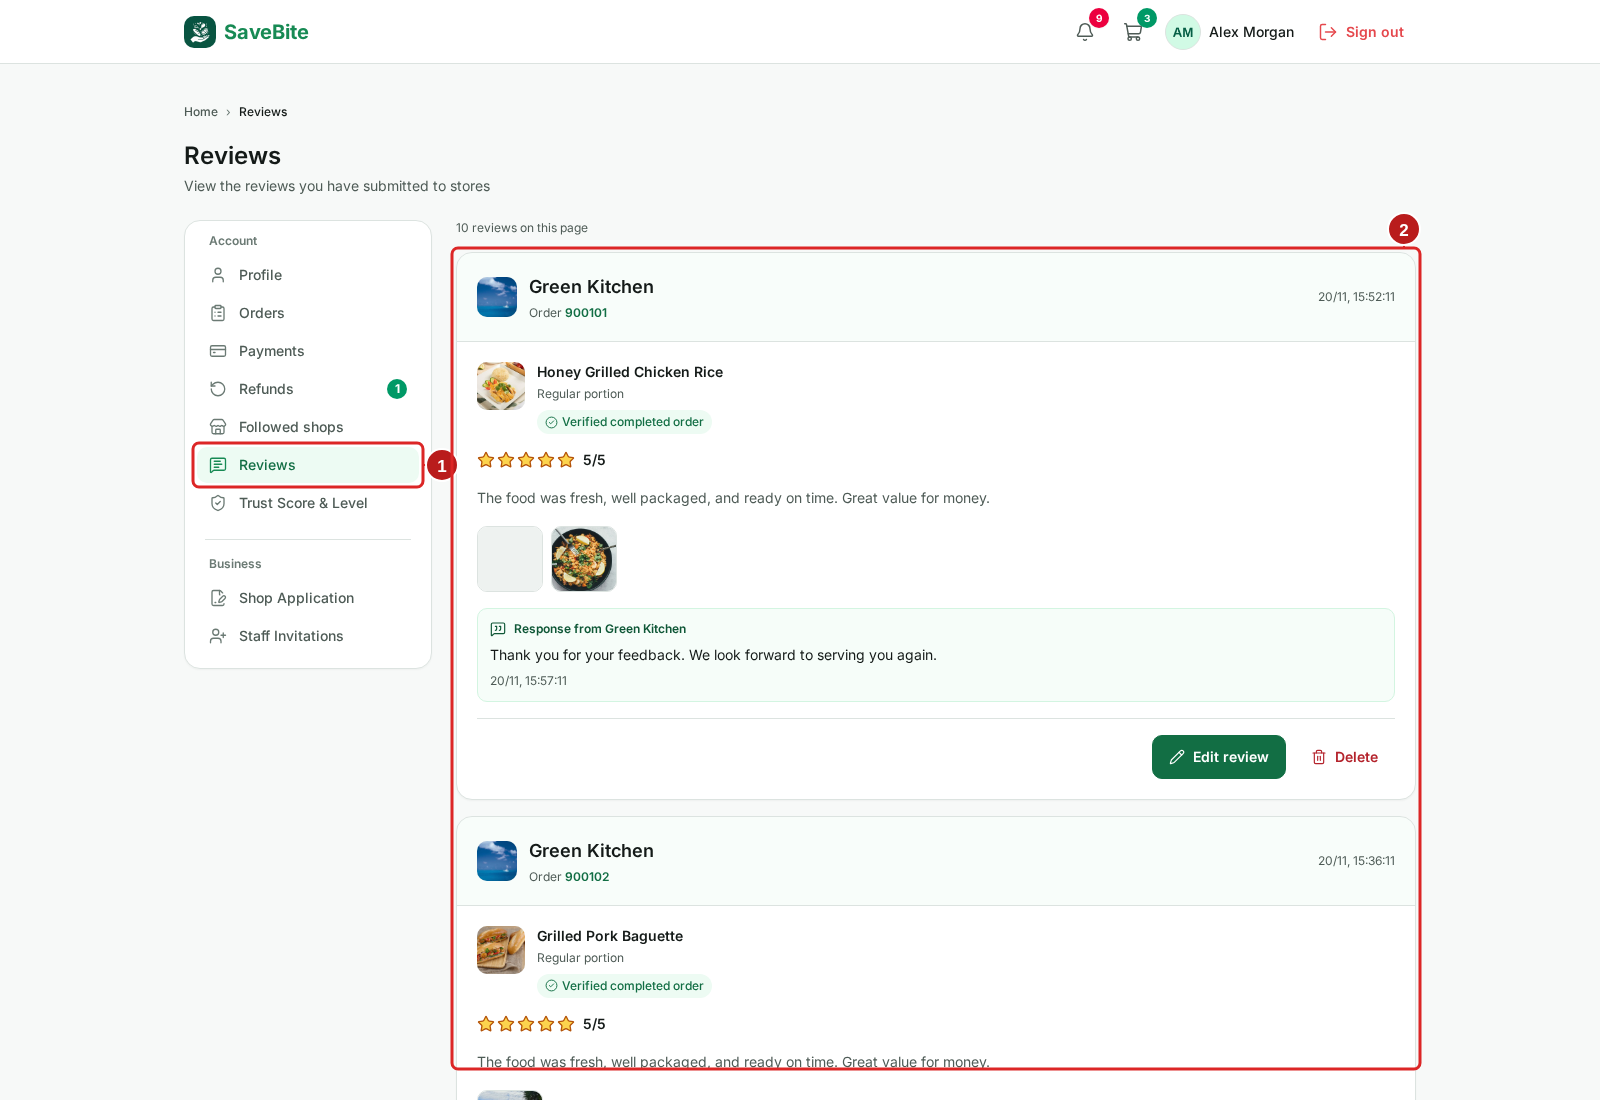 SaveBite
9
3
AM
Alex Morgan
Sign out
Home › Reviews
Reviews
View the reviews you have submitted to stores
Account
Profile
Orders
Payments
Refunds
1
Followed shops
Reviews
1
Trust Score & Level
Business
Shop Application
Staff Invitations
10 reviews on this page
2
Green Kitchen
Order 900101
20/11, 15:52:11
Honey Grilled Chicken Rice
Regular portion
Verified completed order
5/5
The food was fresh, well packaged, and ready on time. Great value for money.
Response from Green Kitchen
Thank you for your feedback. We look forward to serving you again.
20/11, 15:57:11
Edit review
Delete
Green Kitchen
Order 900102
20/11, 15:36:11
Grilled Pork Baguette
Regular portion
Verified completed order
5/5
The food was fresh, well packaged, and ready on time. Great value for money.